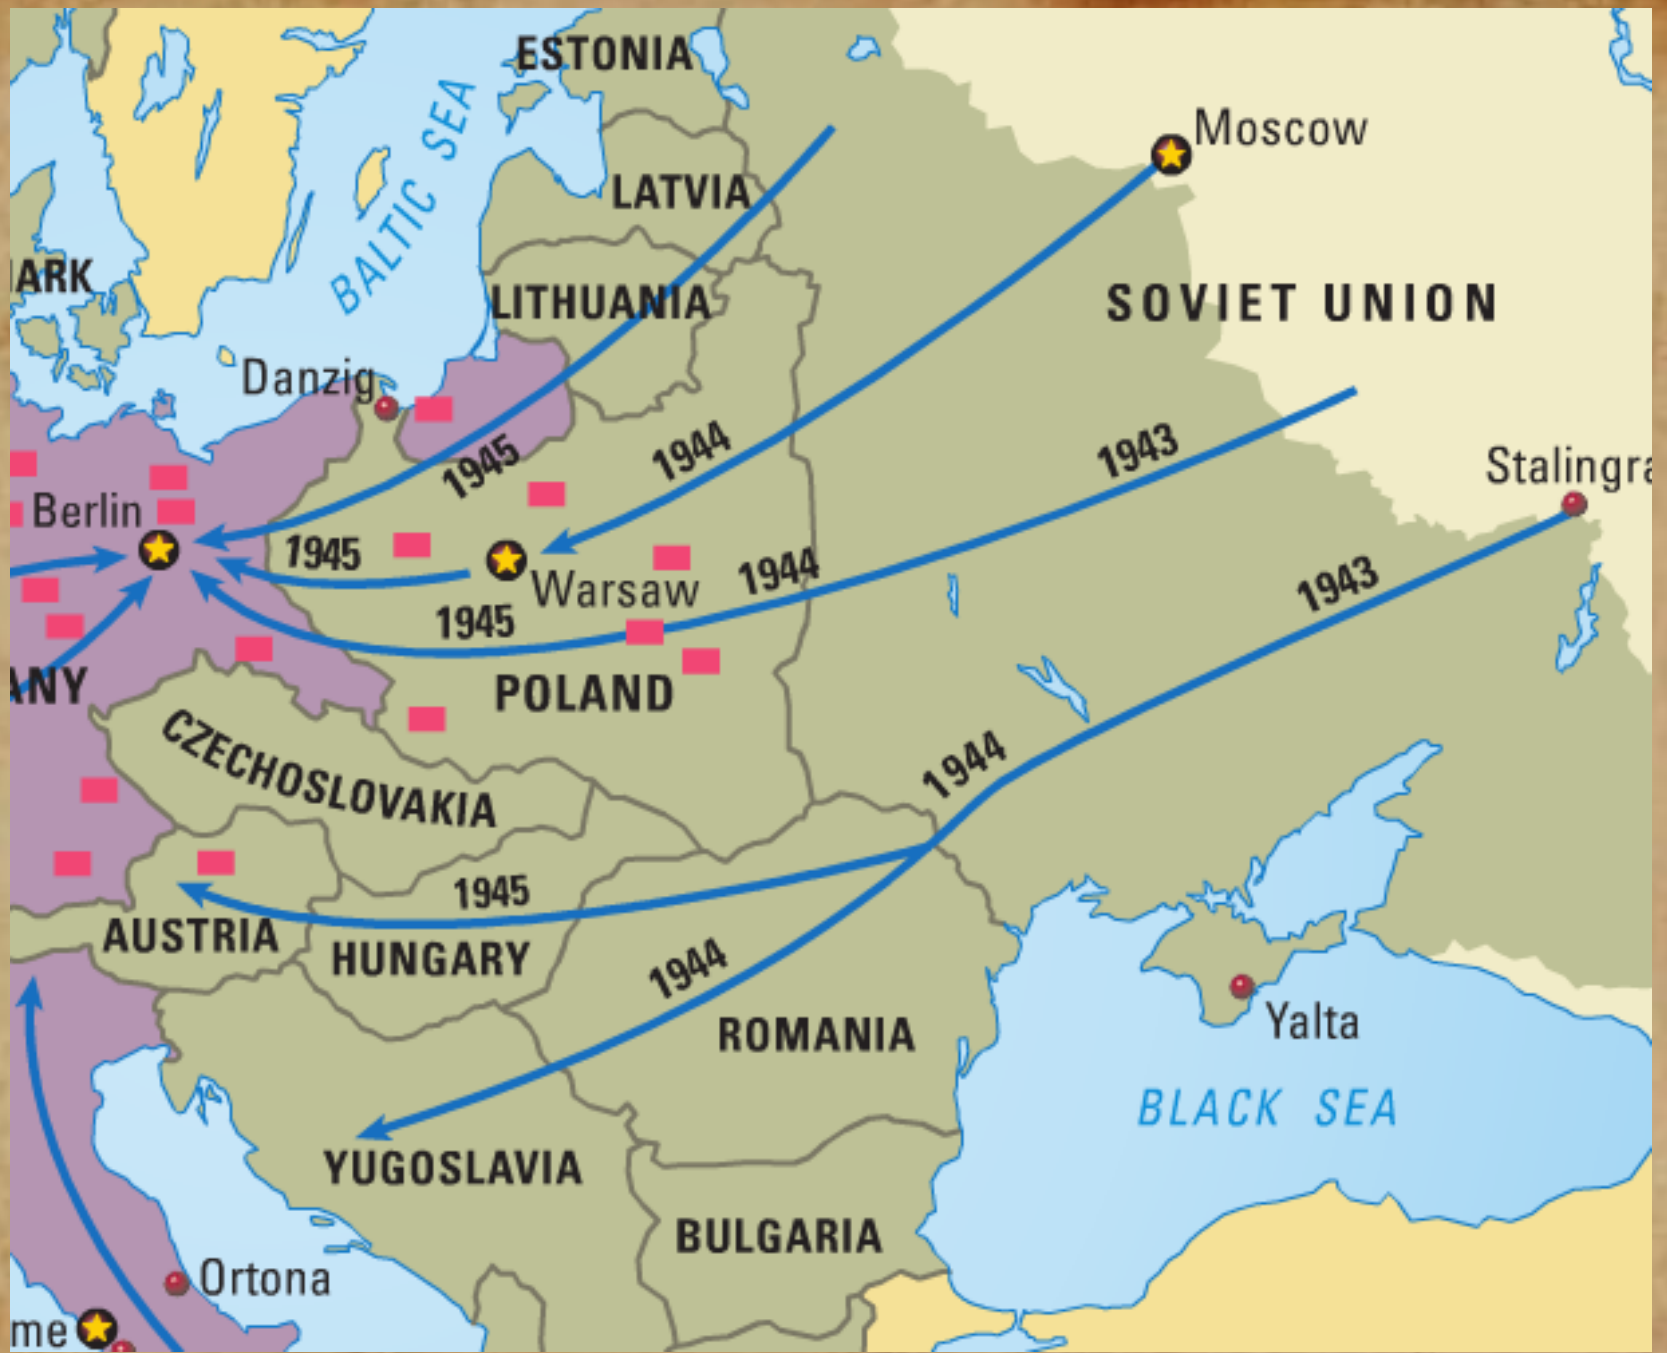 ESTONIA
BALTIC SEA
Moscow
LATVIA
ARK
LITHUANIA
SOVIET UNION
Danzig
1945
1944
1943
Stalingra
Berlin
1945
Warsaw
1944
1943
1945
ANY
POLAND
CZECHOSLOVAKIA
1944
1945
AUSTRIA
HUNGARY
1944
ROMANIA
Yalta
BLACK SEA
YUGOSLAVIA
BULGARIA
Ortona
me